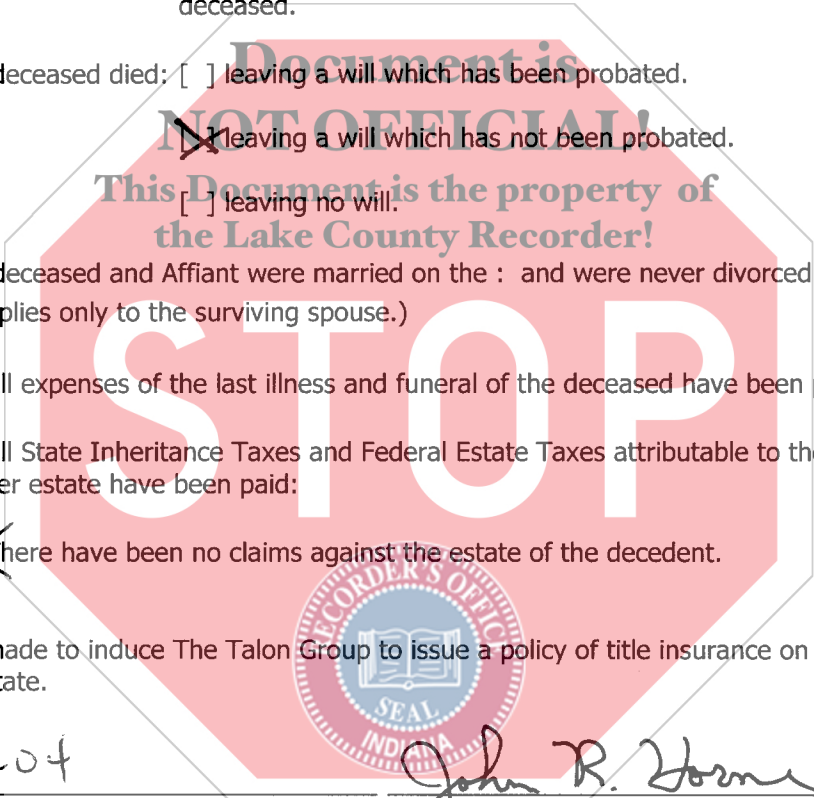 deceased.
Document is
deceased died: [ ] leaving a will which has been probated.
NOT OFFICIAL!
[ ] leaving a will which has not been probated.
This Document is the property of
[ ] leaving no will.
the Lake County Recorder!
deceased and Affiant were married on the : and were never divorced
plies only to the surviving spouse.)
STOP
ll expenses of the last illness and funeral of the deceased have been
ll State Inheritance Taxes and Federal Estate Taxes attributable to the
er estate have been paid:
here have been no claims against the estate of the decedent.
RECORDER'S OFFICE
ade to induce The Talon Group to issue a policy of title insurance on
tate.
SEAL
INDIANA
-04
John R. Horne